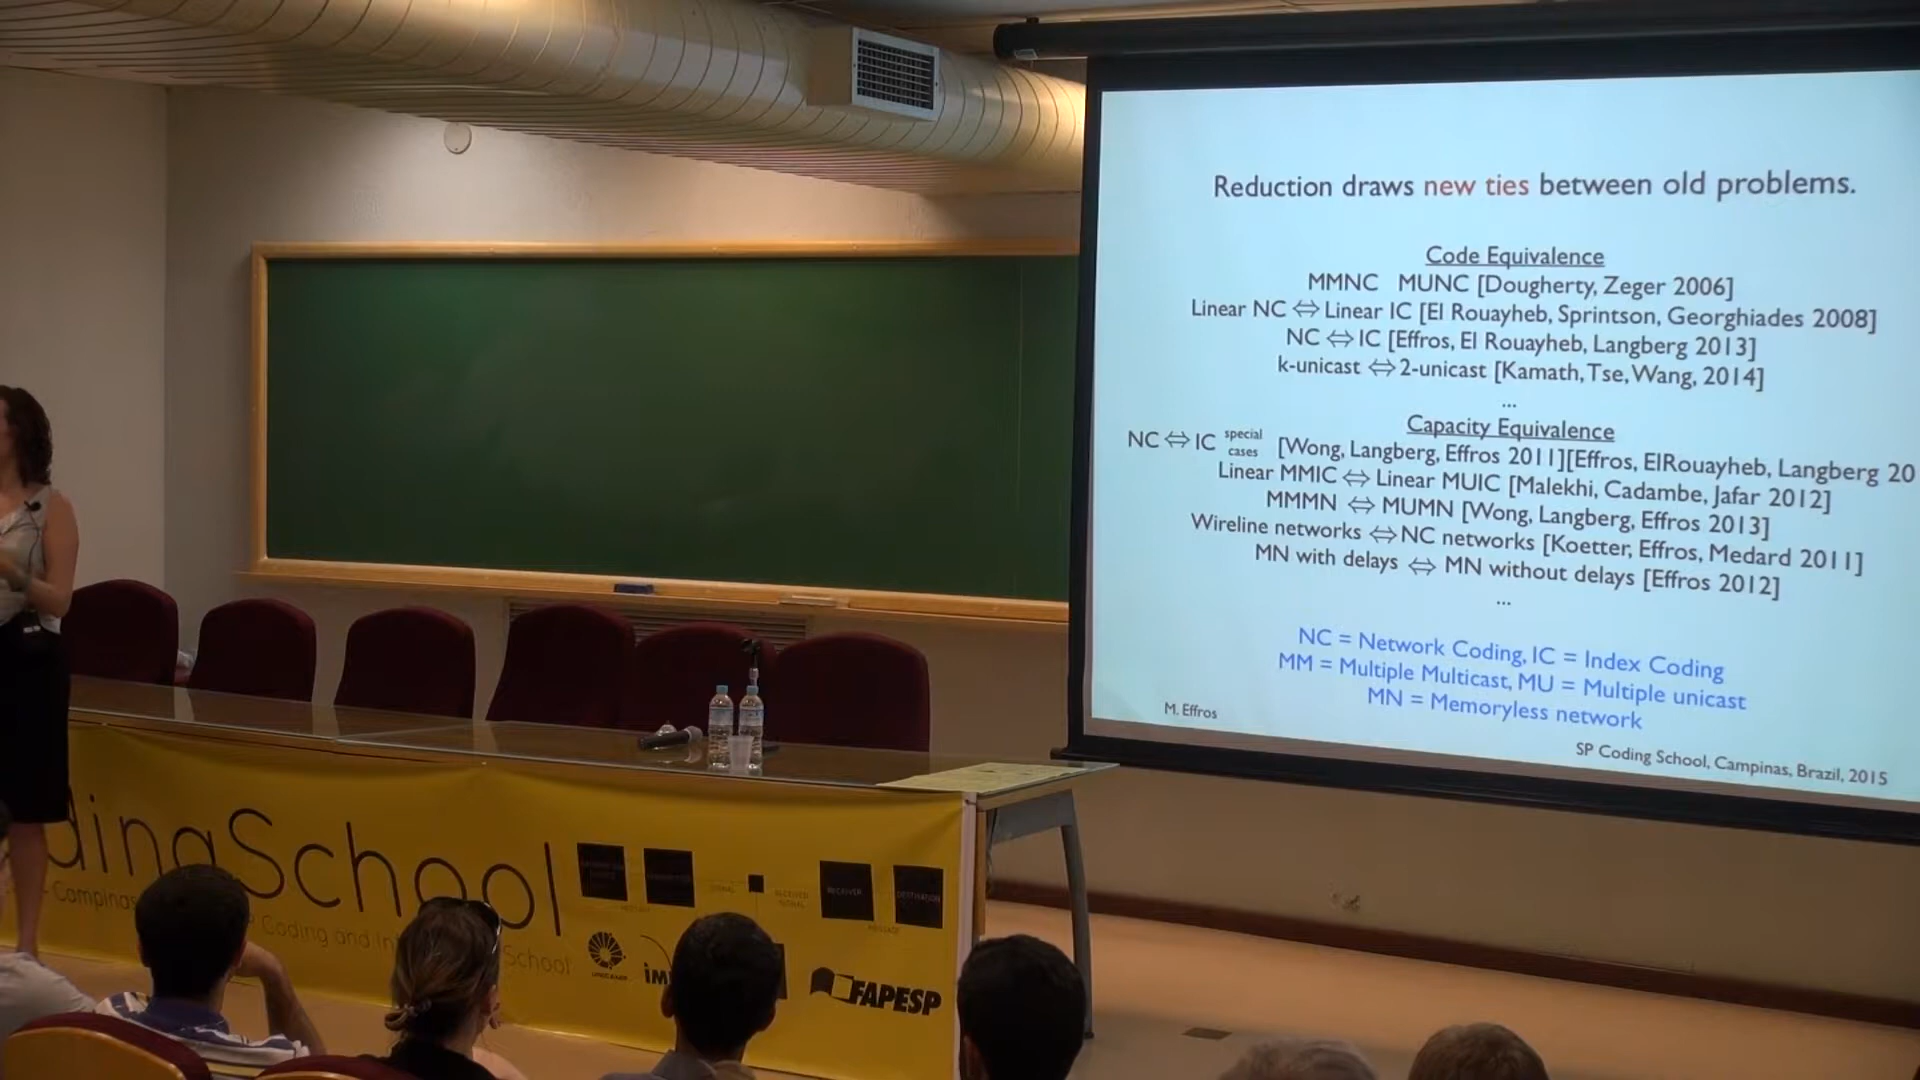 Reduction draws new ties between old problems.
Code Equivalence
MMNC MUNC [Dougherty, Zeger 2006]
Linear NC ⇔ Linear IC [El Rouayheb, Sprintson, Georghiades 2008]
NC ⇔ IC [Effros, El Rouayheb, Langberg 2013]
k-unicast ⇔ 2-unicast [Kamath, Tse, Wang, 2014]
...
Capacity Equivalence
NC ⇔ IC special cases [Wong, Langberg, Effros 2011][Effros, ElRouayheb, Langberg 20
Linear MMIC ⇔ Linear MUIC [Malekhi, Cadambe, Jafar 2012]
MMMN ⇔ MUMN [Wong, Langberg, Effros 2013]
Wireline networks ⇔ NC networks [Koetter, Effros, Medard 2011]
MN with delays ⇔ MN without delays [Effros 2012]
...
NC = Network Coding, IC = Index Coding
MM = Multiple Multicast, MU = Multiple unicast
MN = Memoryless network
M. Effros
SP Coding School, Campinas, Brazil, 2015
dingSchool
Campinas
Coding and In
School
RECEIVED
SIGNAL
RECEIVER
DESTINATION
FAPESP